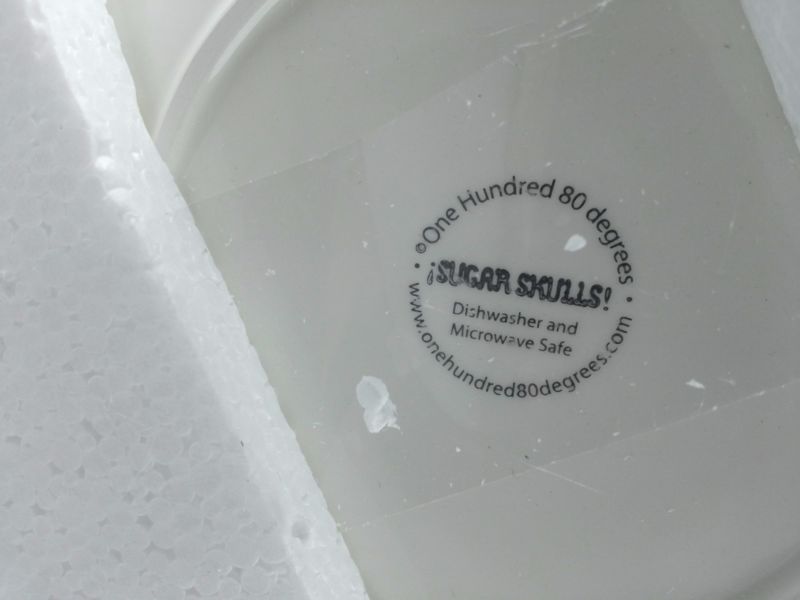 ©One Hundred 80 degrees
¡SUGAR SKULLS!
Dishwasher and
Microwave Safe
www.onehundred80degrees.com